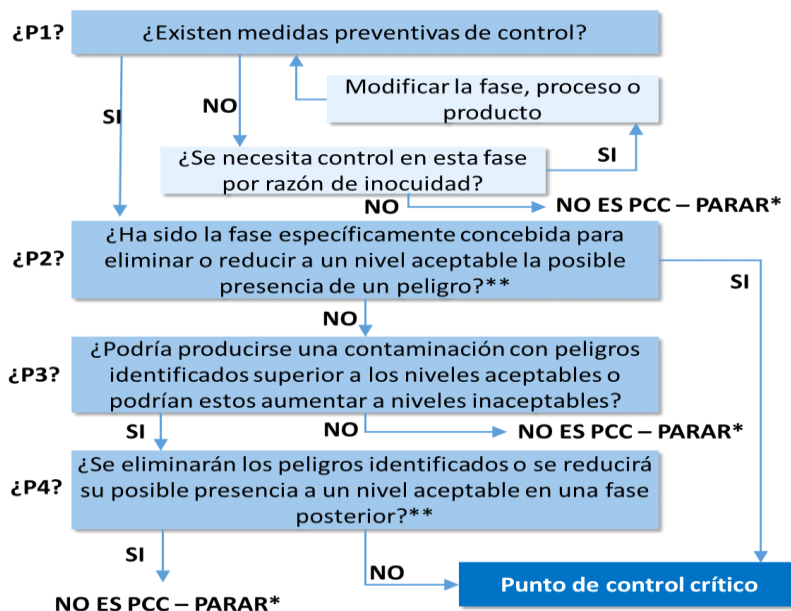 ¿P1?
¿Existen medidas preventivas de control?
SI
NO
Modificar la fase, proceso o
producto
¿Se necesita control en esta fase
por razón de inocuidad?
SI
NO
NO ES PCC – PARAR*
¿P2?
¿Ha sido la fase específicamente concebida para
eliminar o reducir a un nivel aceptable la posible
presencia de un peligro?**
SI
NO
¿P3?
¿Podría producirse una contaminación con peligros
identificados superior a los niveles aceptables o
podrían estos aumentar a niveles inaceptables?
SI
NO
NO ES PCC – PARAR*
¿P4?
¿Se eliminarán los peligros identificados o se reducirá
su posible presencia a un nivel aceptable en una fase
posterior?**
SI
NO
NO ES PCC – PARAR*
Punto de control crítico